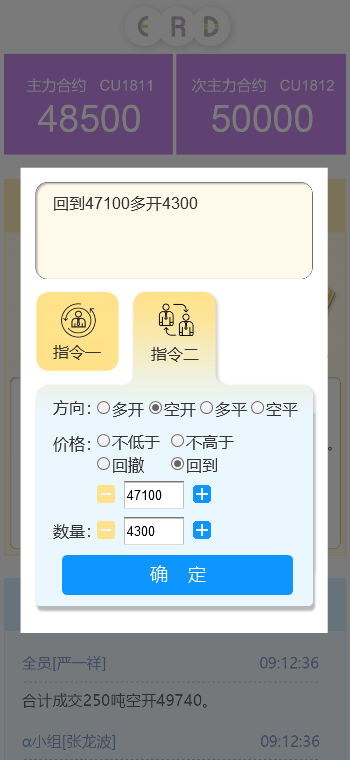 ERD
主力合约 CU1811
48500
次主力合约 CU1812
50000
回到47100多开4300
指令一
指令二
方向： 多开 空开 多平 空平
价格： 不低于 不高于
回撤 回到
47100
数量： 4300
确 定
全员[严一祥] 09:12:36
合计成交250吨空开49740。
α小组[张龙波] 09:12:36